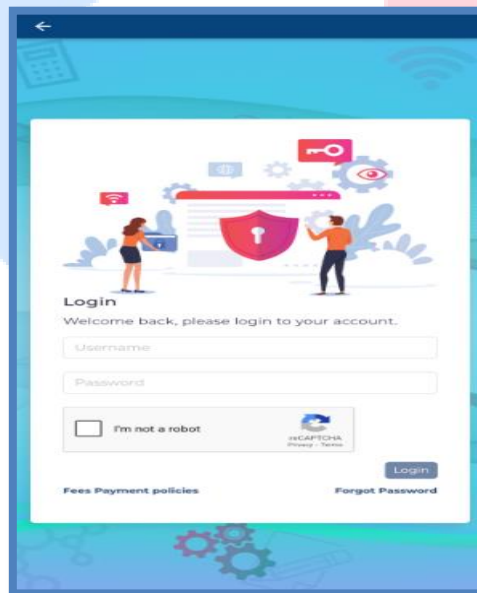 Login
Welcome back, please login to your account.
Username
Password
I'm not a robot
reCAPTCHA
Privacy - Terms
Login
Fees Payment policies
Forgot Password